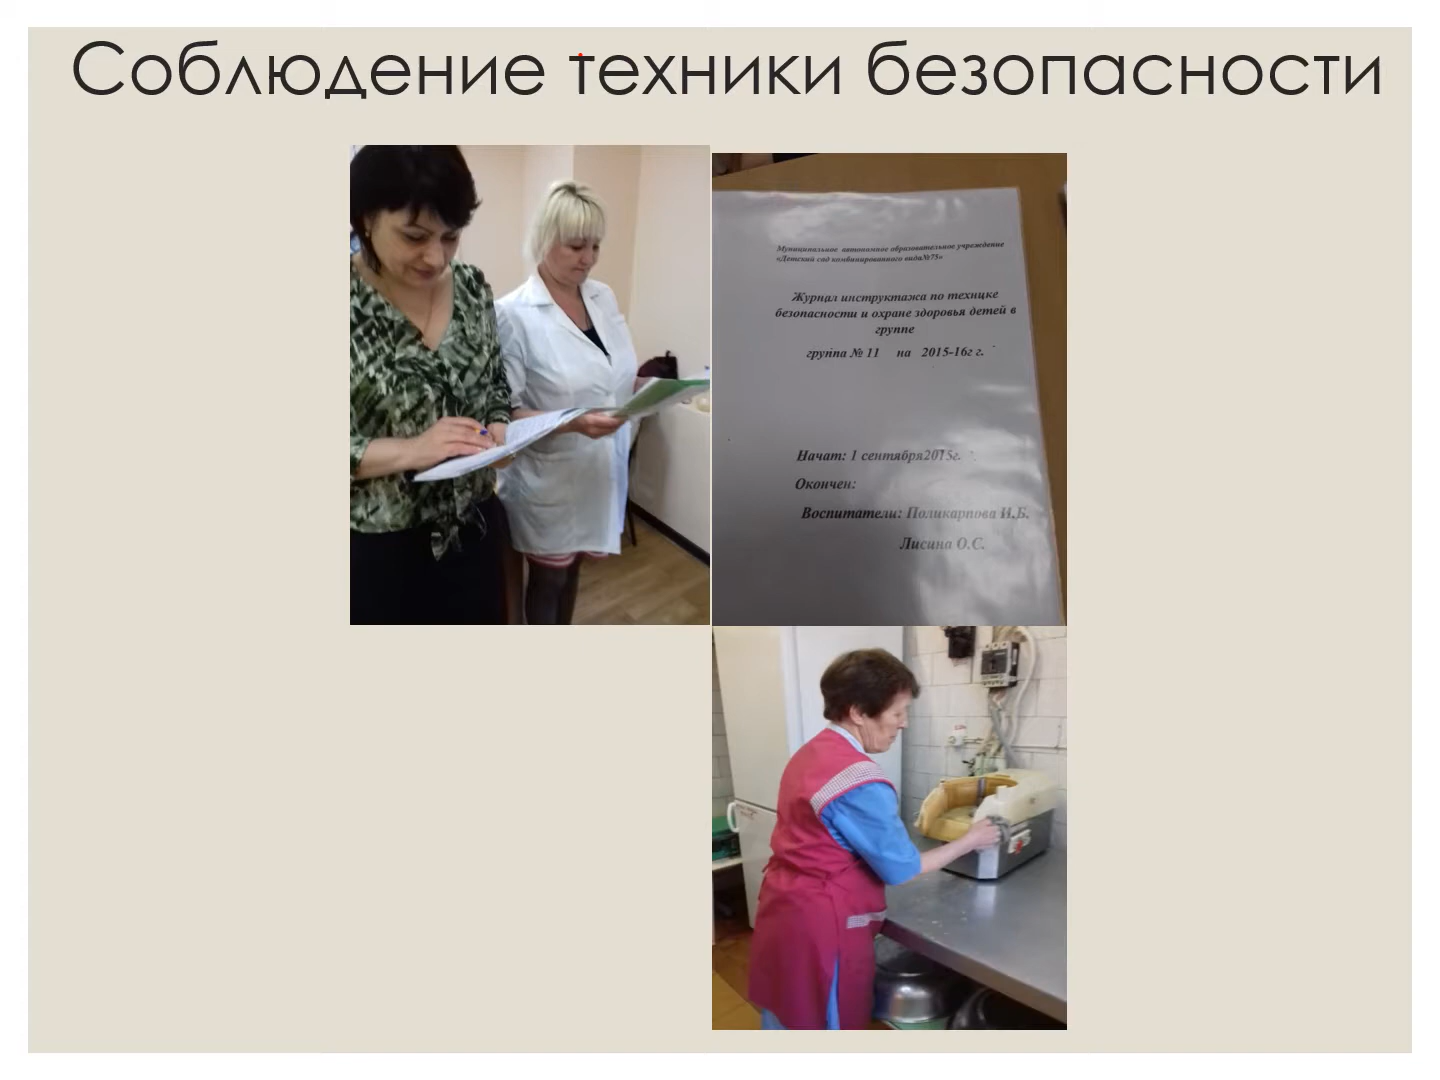 Соблюдение техники безопасности
Муниципальное автономное образовательное учреждение
«Детский сад комбинированного вида№75»
Журнал инструктажа по технике
безопасности и охране здоровья детей в
группе
группа № 11 на 2015-16г г.
Начат: 1 сентября2015г.
Окончен:
Воспитатели: Поликарпова И.Б.
Лисина О.С.